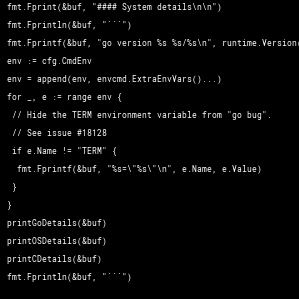 fmt.Fprint(&buf, "#### System details\n\n")
fmt.Fprintln(&buf, "```")
fmt.Fprintf(&buf, "go version %s %s/%s\n", runtime.Version(
env := cfg.CmdEnv
env = append(env, envcmd.ExtraEnvVars()...)
for _, e := range env {
// Hide the TERM environment variable from "go bug".
// See issue #18128
if e.Name != "TERM" {
fmt.Fprintf(&buf, "%s=\"%s\"\n", e.Name, e.Value)
}
}
printGoDetails(&buf)
printOSDetails(&buf)
printCDetails(&buf)
fmt.Fprintln(&buf, "```")